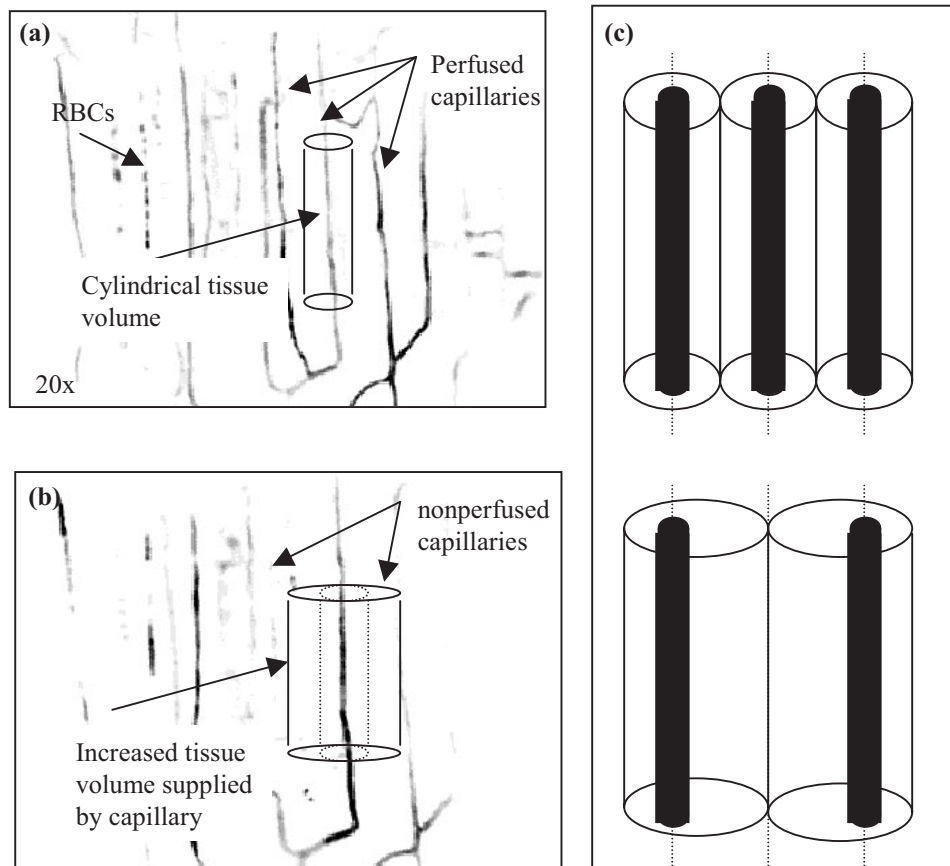 (a)
Perfused
capillaries
RBCs
Cylindrical tissue
volume
20x
(b)
nonperfused
capillaries
Increased tissue
volume supplied
by capillary
(c)